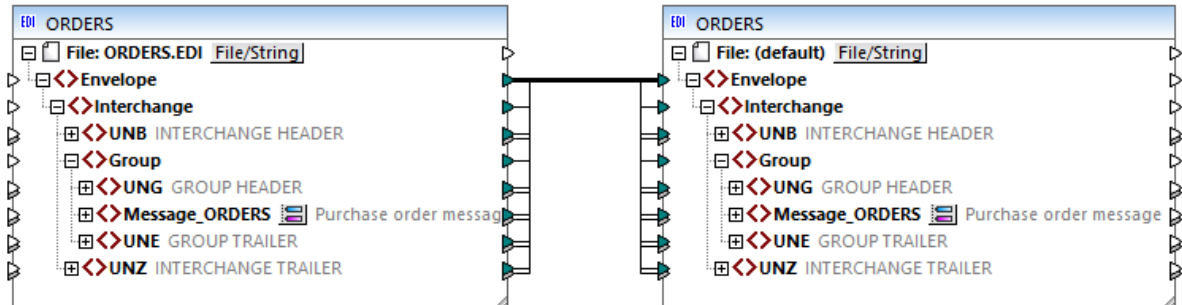 EDI ORDERS
File: ORDERS.EDI File/String
Envelope
Interchange
UNB INTERCHANGE HEADER
Group
UNG GROUP HEADER
Message_ORDERS Purchase order messag
UNE GROUP TRAILER
UNZ INTERCHANGE TRAILER
EDI ORDERS
File: (default) File/String
Envelope
Interchange
UNB INTERCHANGE HEADER
Group
UNG GROUP HEADER
Message_ORDERS Purchase order message
UNE GROUP TRAILER
UNZ INTERCHANGE TRAILER